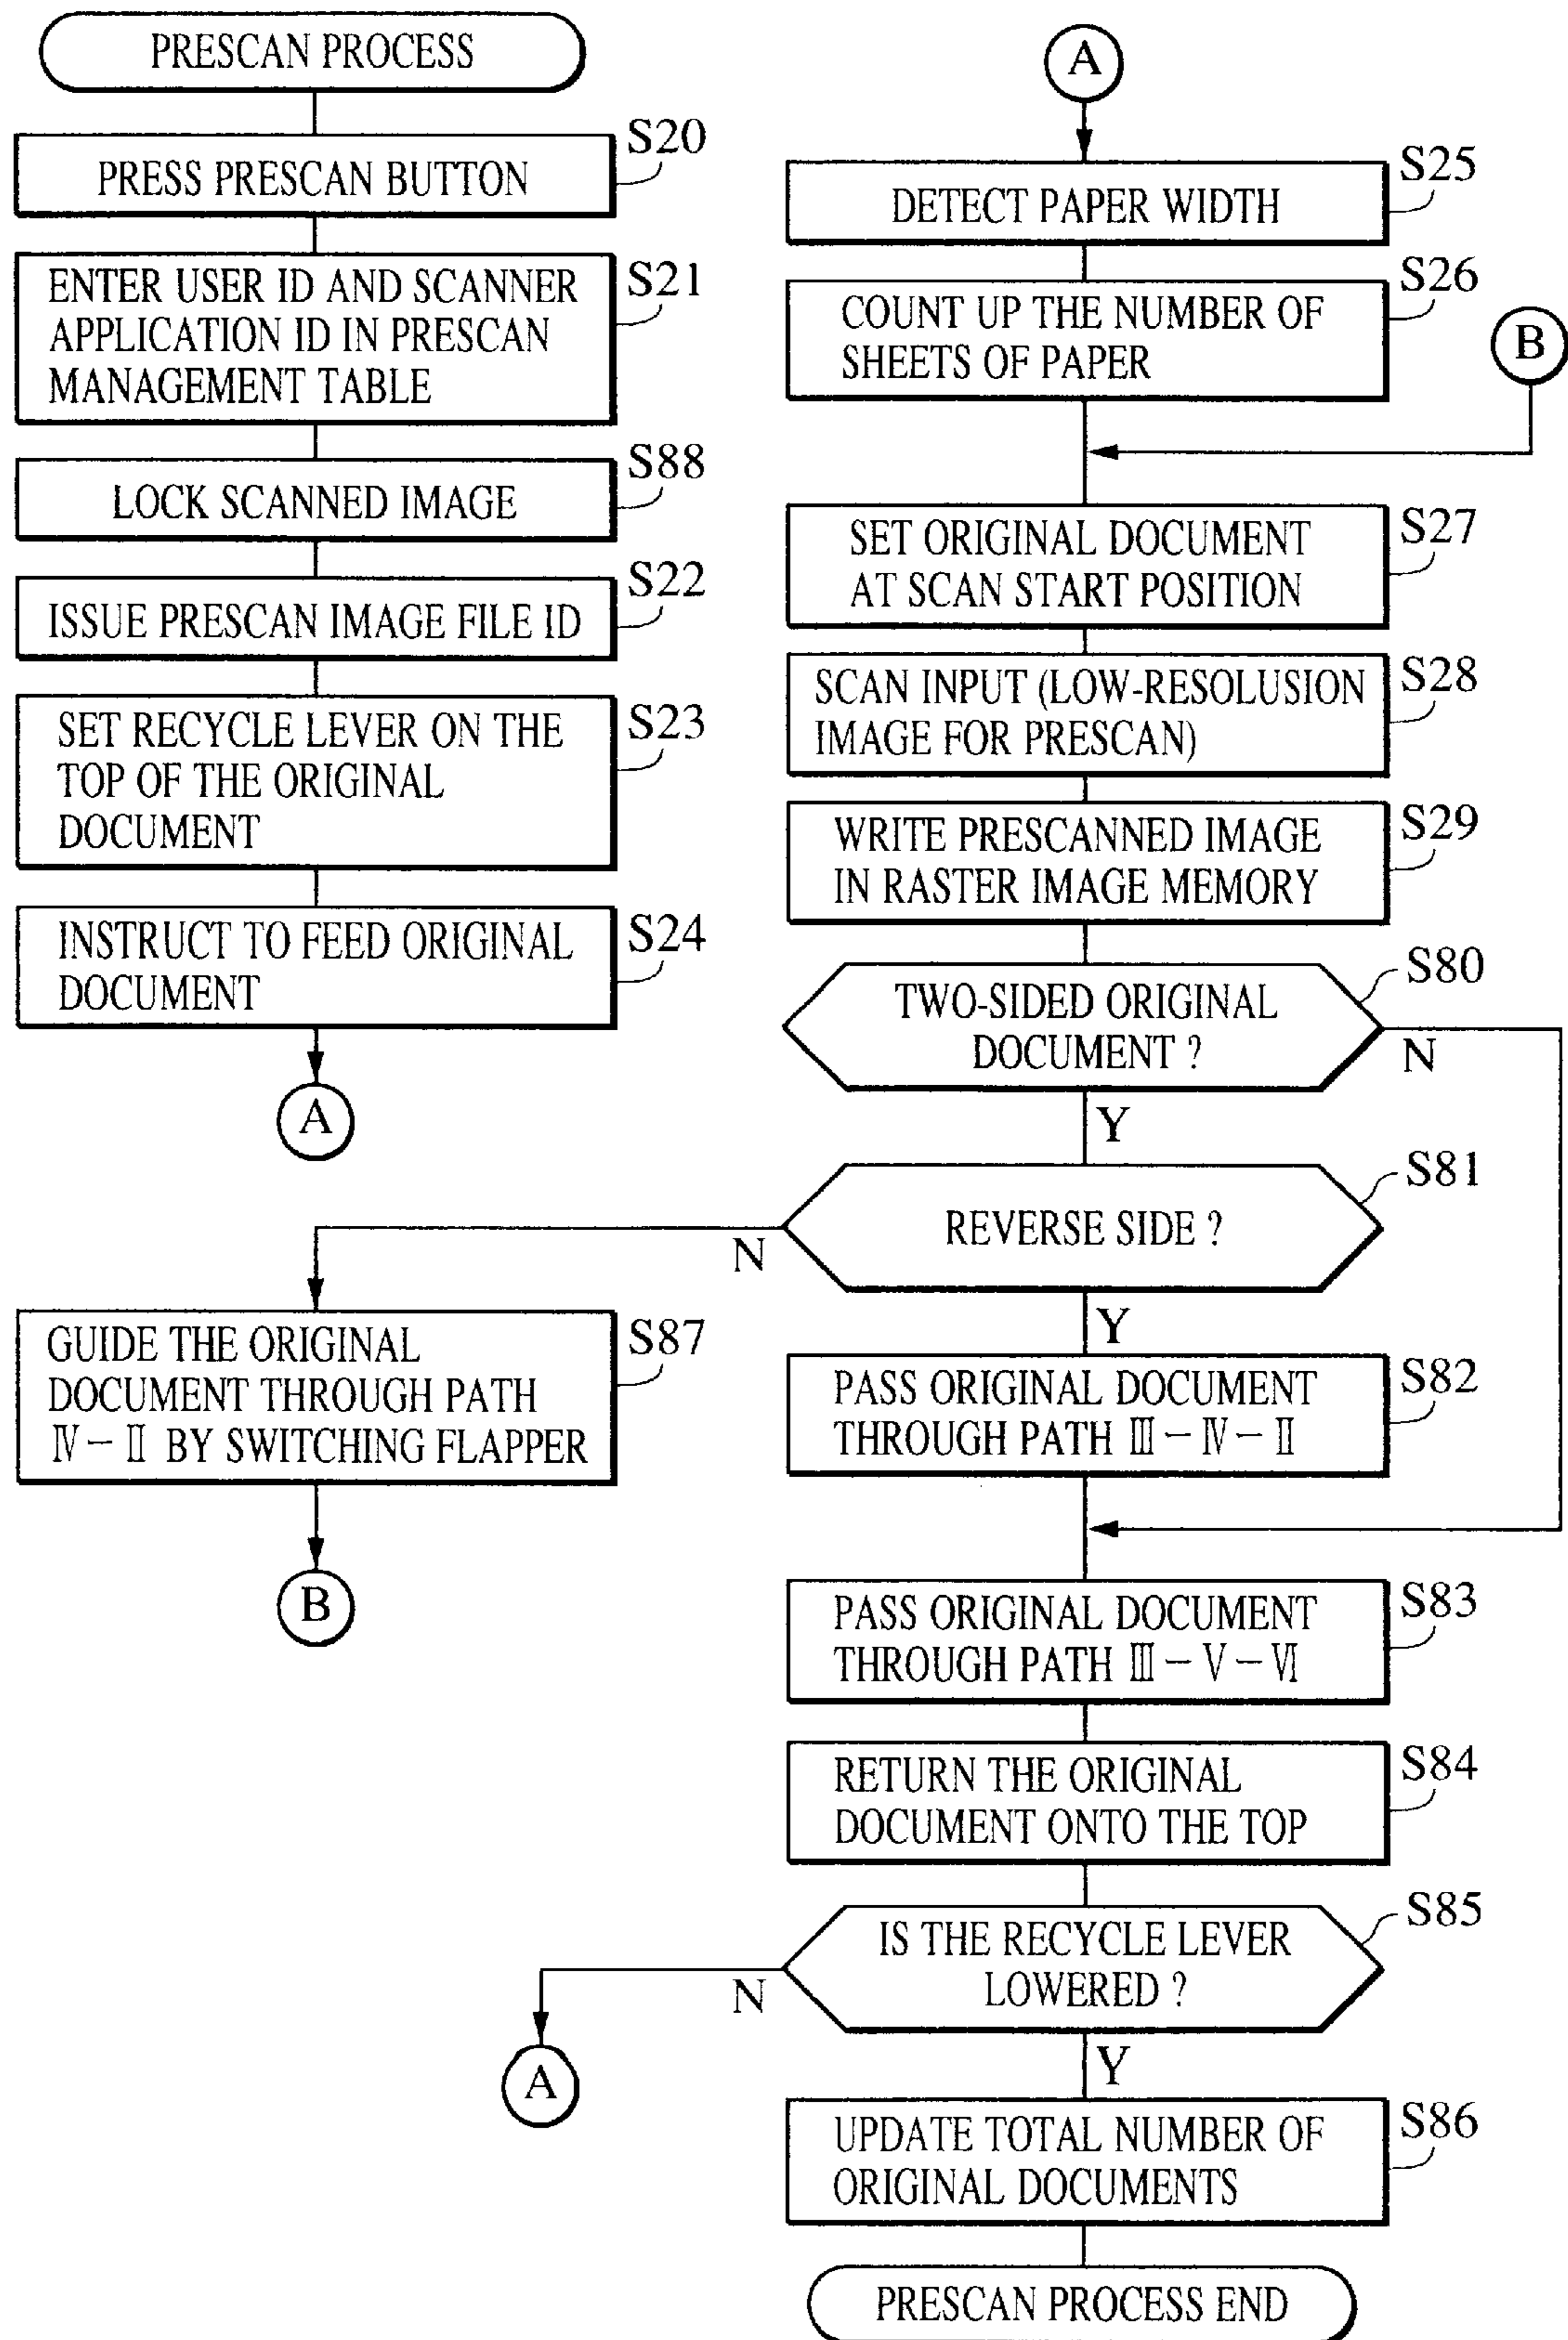 PRESCAN PROCESS
PRESS PRESCAN BUTTON
S20
ENTER USER ID AND SCANNER
APPLICATION ID IN PRESCAN
MANAGEMENT TABLE
S21
LOCK SCANNED IMAGE
S88
ISSUE PRESCAN IMAGE FILE ID
S22
SET RECYCLE LEVER ON THE
TOP OF THE ORIGINAL
DOCUMENT
S23
INSTRUCT TO FEED ORIGINAL
DOCUMENT
S24
A
A
DETECT PAPER WIDTH
S25
COUNT UP THE NUMBER OF
SHEETS OF PAPER
S26
B
SET ORIGINAL DOCUMENT
AT SCAN START POSITION
S27
SCAN INPUT (LOW-RESOLUSION
IMAGE FOR PRESCAN)
S28
WRITE PRESCANNED IMAGE
IN RASTER IMAGE MEMORY
S29
TWO-SIDED ORIGINAL
DOCUMENT ?
S80
N
Y
REVERSE SIDE ?
S81
N
Y
GUIDE THE ORIGINAL
DOCUMENT THROUGH PATH
Ⅳ－Ⅱ BY SWITCHING FLAPPER
S87
B
PASS ORIGINAL DOCUMENT
THROUGH PATH Ⅲ－Ⅳ－Ⅱ
S82
PASS ORIGINAL DOCUMENT
THROUGH PATH Ⅲ－Ⅴ－Ⅵ
S83
RETURN THE ORIGINAL
DOCUMENT ONTO THE TOP
S84
IS THE RECYCLE LEVER
LOWERED ?
S85
N
A
Y
UPDATE TOTAL NUMBER OF
ORIGINAL DOCUMENTS
S86
PRESCAN PROCESS END